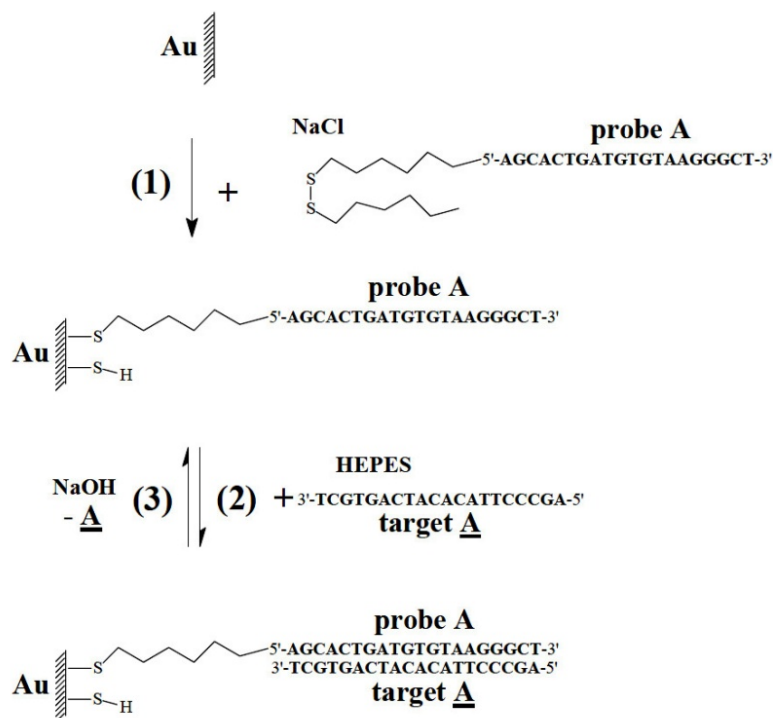 Au
NaCl
probe A
5'-AGCACTGATGTGTAAGGGCT-3'
(1)
+
S
S
probe A
5'-AGCACTGATGTGTAAGGGCT-3'
Au
S
S
H
HEPES
NaOH
- A
(3)
(2)
+
3'-TCGTGACTACACATTCCCGA-5'
target A
probe A
5'-AGCACTGATGTGTAAGGGCT-3'
3'-TCGTGACTACACATTCCCGA-5'
Au
S
S
H
target A